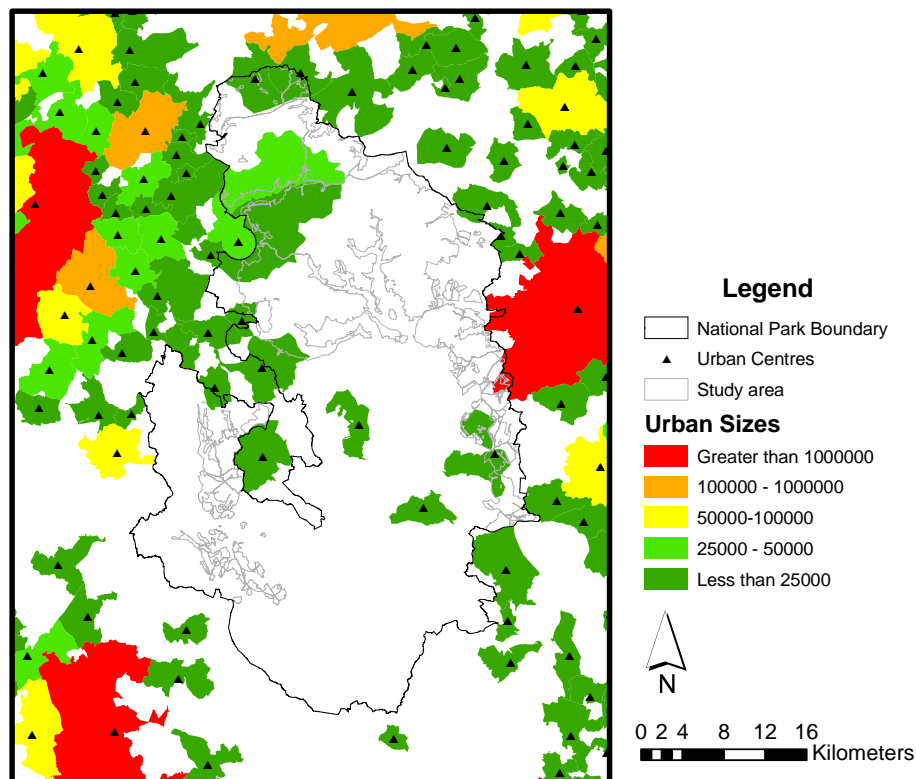 Legend
National Park Boundary
Urban Centres
Study area
Urban Sizes
Greater than 1000000
100000 - 1000000
50000-100000
25000 - 50000
Less than 25000
N
0 2 4 8 12 16
Kilometers